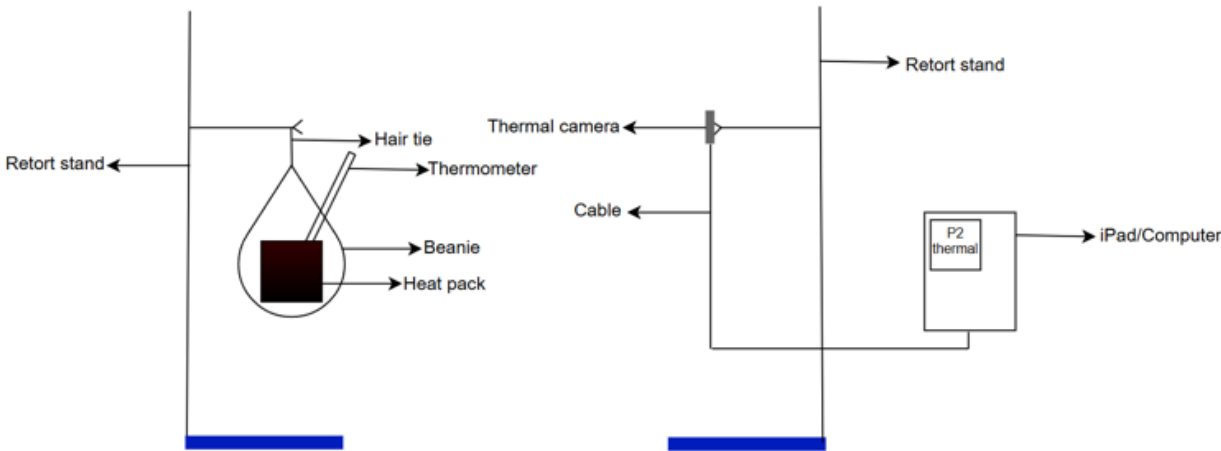 Retort stand
Hair tie
Thermometer
Beanie
Heat pack
Retort stand
Thermal camera
Cable
P2
thermal
iPad/Computer